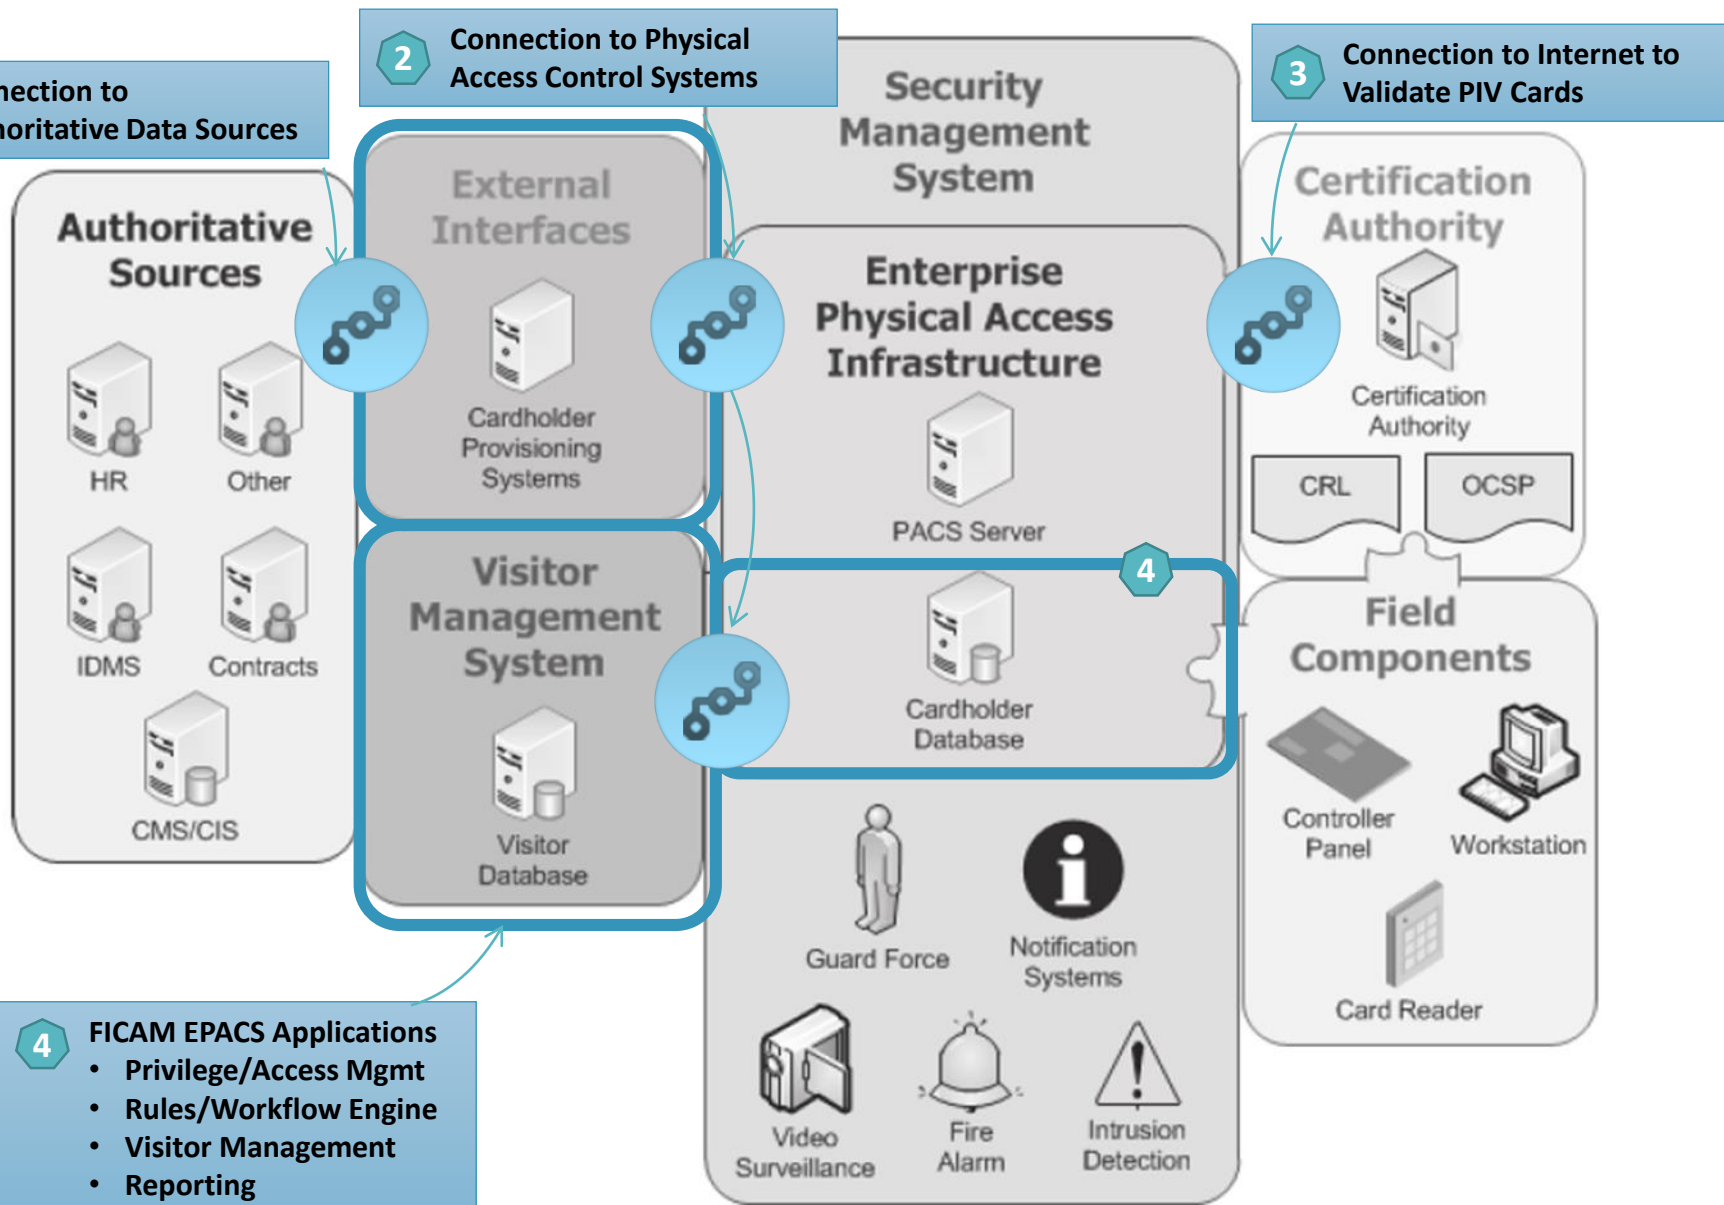 2
Connection to Physical
Access Control Systems
3
Connection to Internet to
Validate PIV Cards
nection to
Data Sources
Security
Management
System
External
Interfaces
Cardholder
Provisioning
Systems
Authoritative
Sources
HR
Other
IDMS
Contracts
CMS/CIS
Enterprise
Physical Access
Infrastructure
PACS Server
4
Cardholder
Database
Certification
Authority
Certification
Authority
CRL
OCSP
Visitor
Management
System
Visitor
Database
Field
Components
Controller
Panel
Workstation
Card Reader
Guard Force
Notification
Systems
Video
Surveillance
Fire
Alarm
Intrusion
Detection
4
FICAM EPACS Applications
• Privilege/Access Mgmt
• Rules/Workflow Engine
• Visitor Management
• Reporting